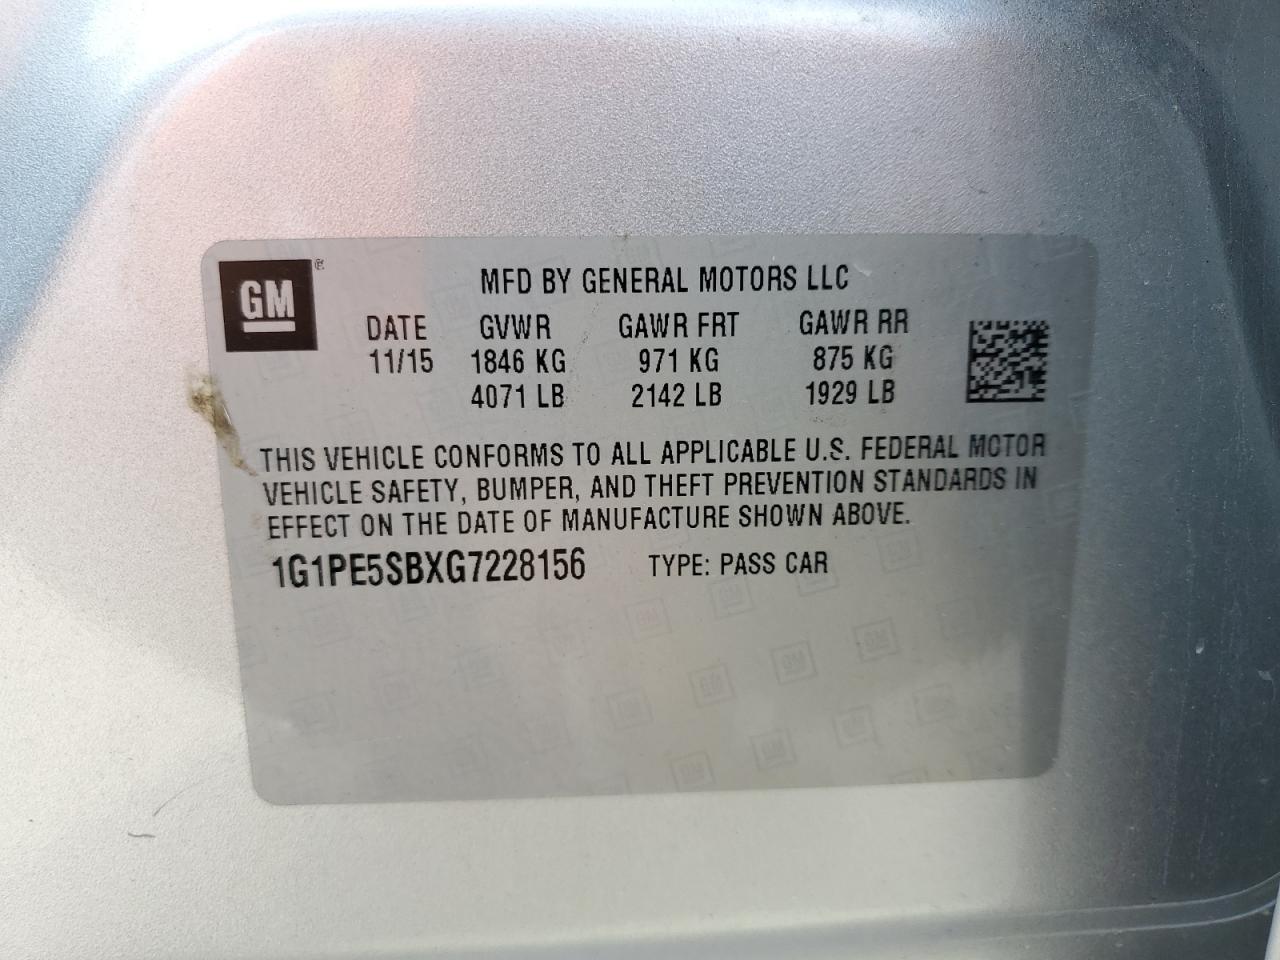 GM®
MFD BY GENERAL MOTORS LLC
DATE GVWR GAWR FRT GAWR RR
11/15 1846 KG 971 KG 875 KG
4071 LB 2142 LB 1929 LB
THIS VEHICLE CONFORMS TO ALL APPLICABLE U.S. FEDERAL MOTOR
VEHICLE SAFETY, BUMPER, AND THEFT PREVENTION STANDARDS IN
EFFECT ON THE DATE OF MANUFACTURE SHOWN ABOVE.
1G1PE5SBXG7228156 TYPE: PASS CAR